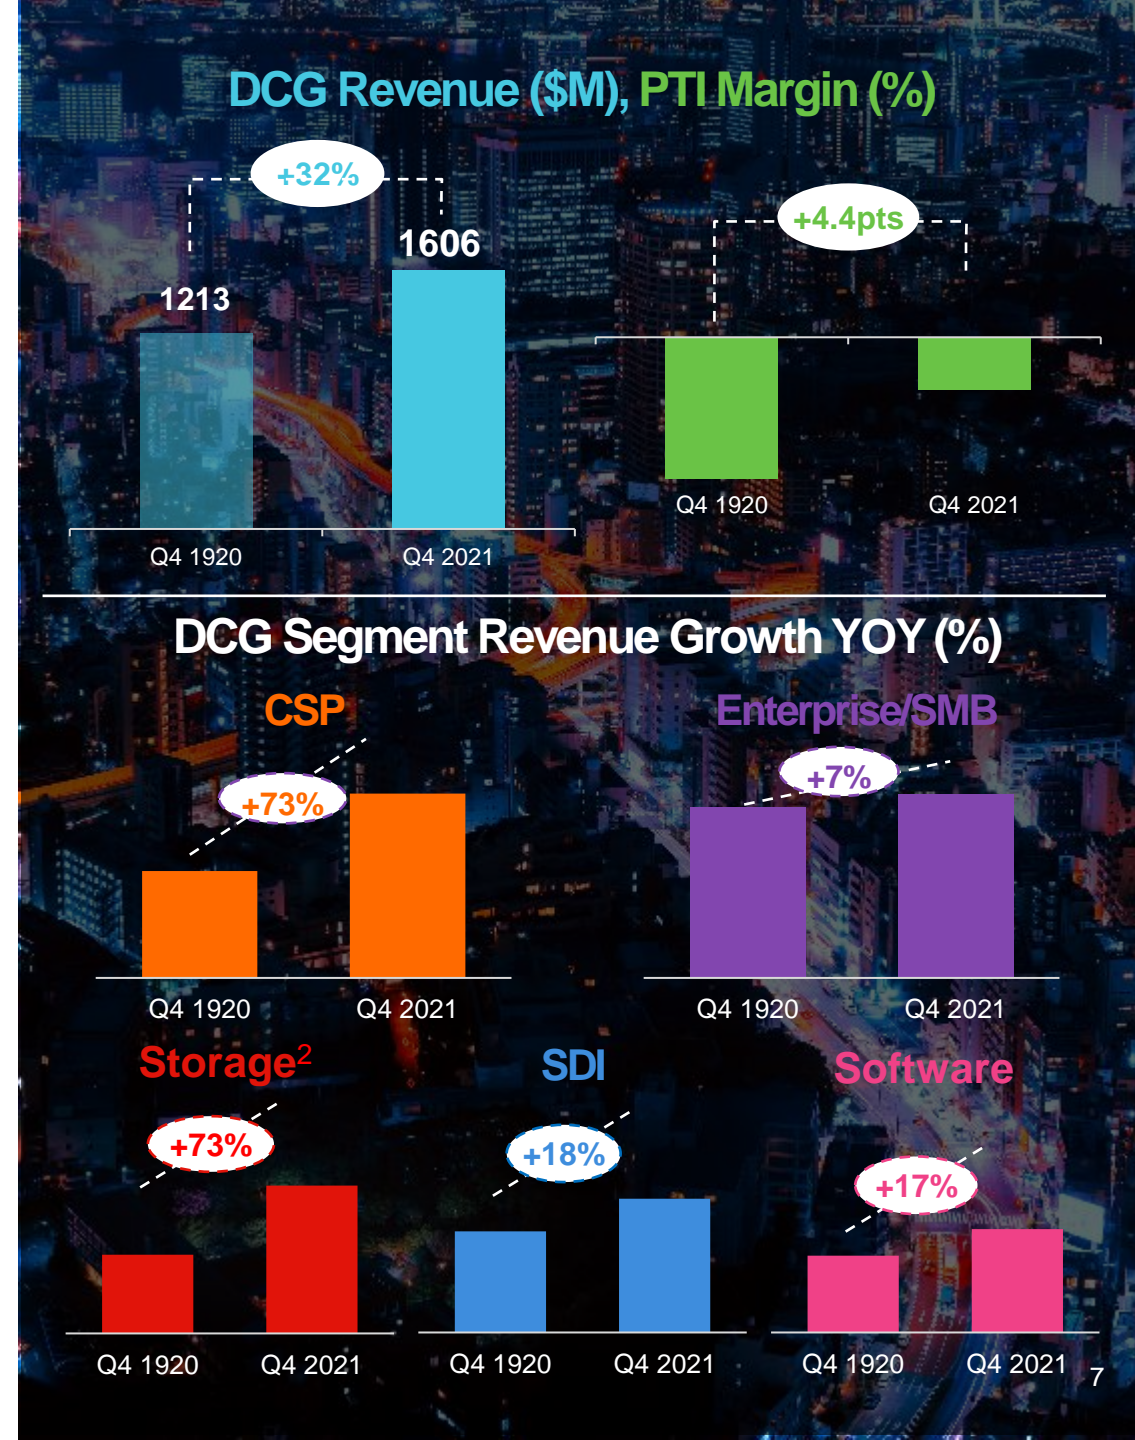 DCG Revenue ($M), PTI Margin (%)
+32%
1606
1213
Q4 1920 Q4 2021
+4.4pts
Q4 1920 Q4 2021
DCG Segment Revenue Growth YOY (%)
CSP
+73%
Q4 1920 Q4 2021
Enterprise/SMB
+7%
Q4 1920 Q4 2021
Storage2
+73%
Q4 1920 Q4 2021
SDI
+18%
Q4 1920 Q4 2021
Software
+17%
Q4 1920 Q4 2021
7